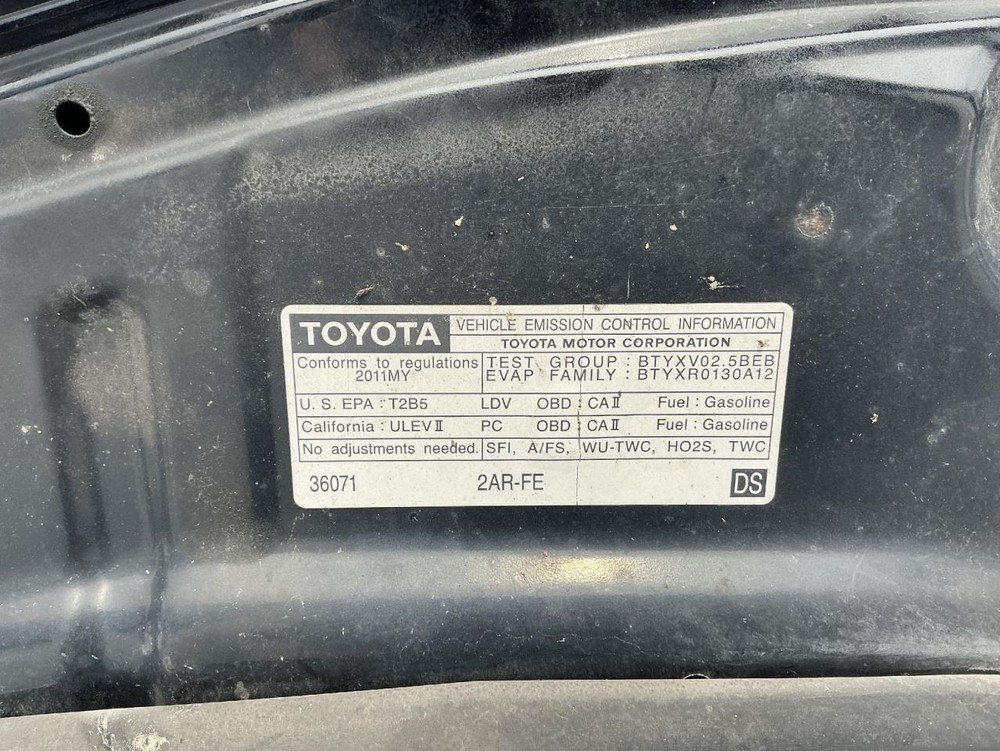 TOYOTA VEHICLE EMISSION CONTROL INFORMATION
TOYOTA MOTOR CORPORATION
Conforms to regulations TEST GROUP : BTYXV02.5BEB
2011MY EVAP FAMILY : BTYXR0130A12
U.S. EPA : T2B5 LDV OBD : CAⅡ Fuel : Gasoline
California : ULEVⅡ PC OBD : CAⅡ Fuel : Gasoline
No adjustments needed. SFI, A/FS, WU-TWC, HO2S, TWC
36071 2AR-FE DS